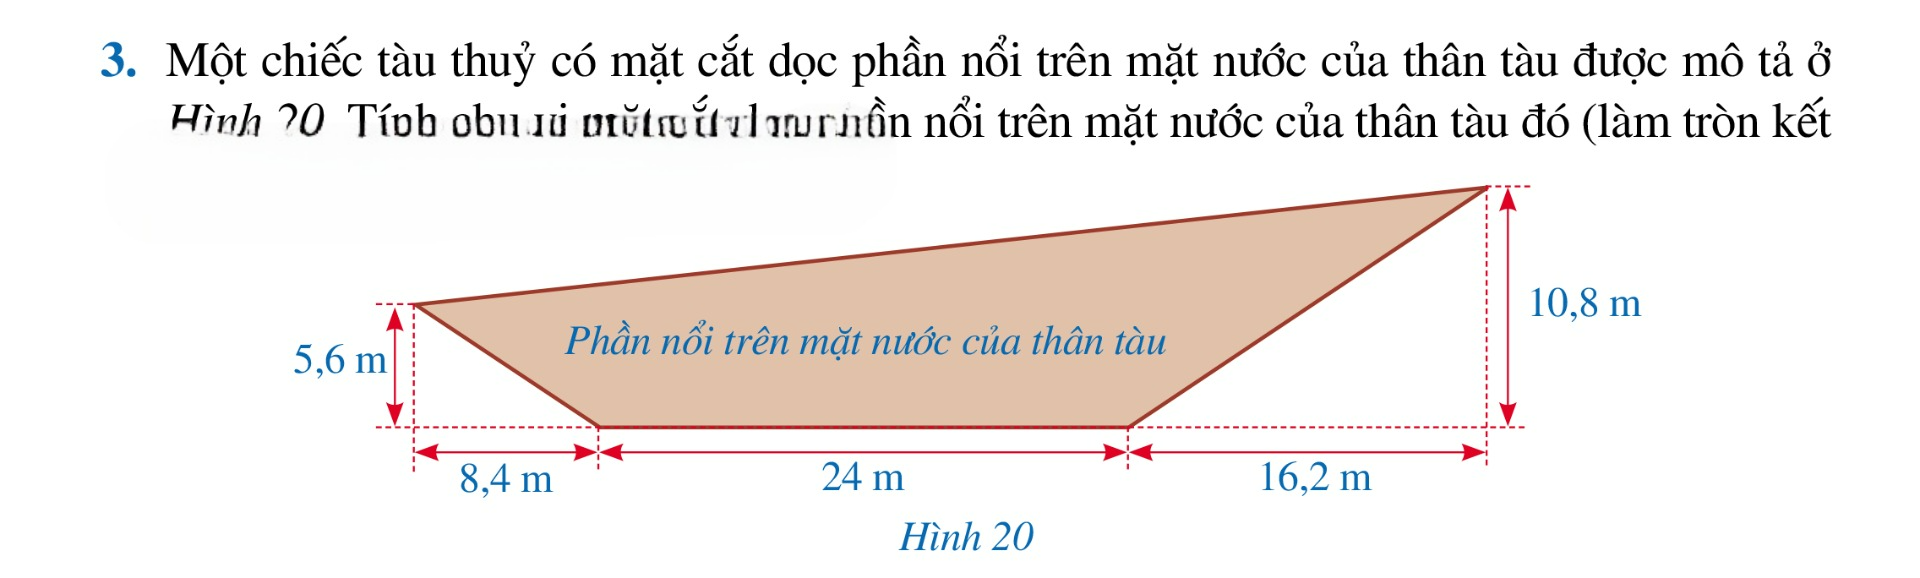 3. Một chiếc tàu thuỷ có mặt cắt dọc phần nổi trên mặt nước của thân tàu được mô tả ở
Hình 20 nổi trên mặt nước của thân tàu đó (làm tròn kết
10,8 m
Phần nổi trên mặt nước của thân tàu
5,6 m
8,4 m 24 m 16,2 m
Hình 20